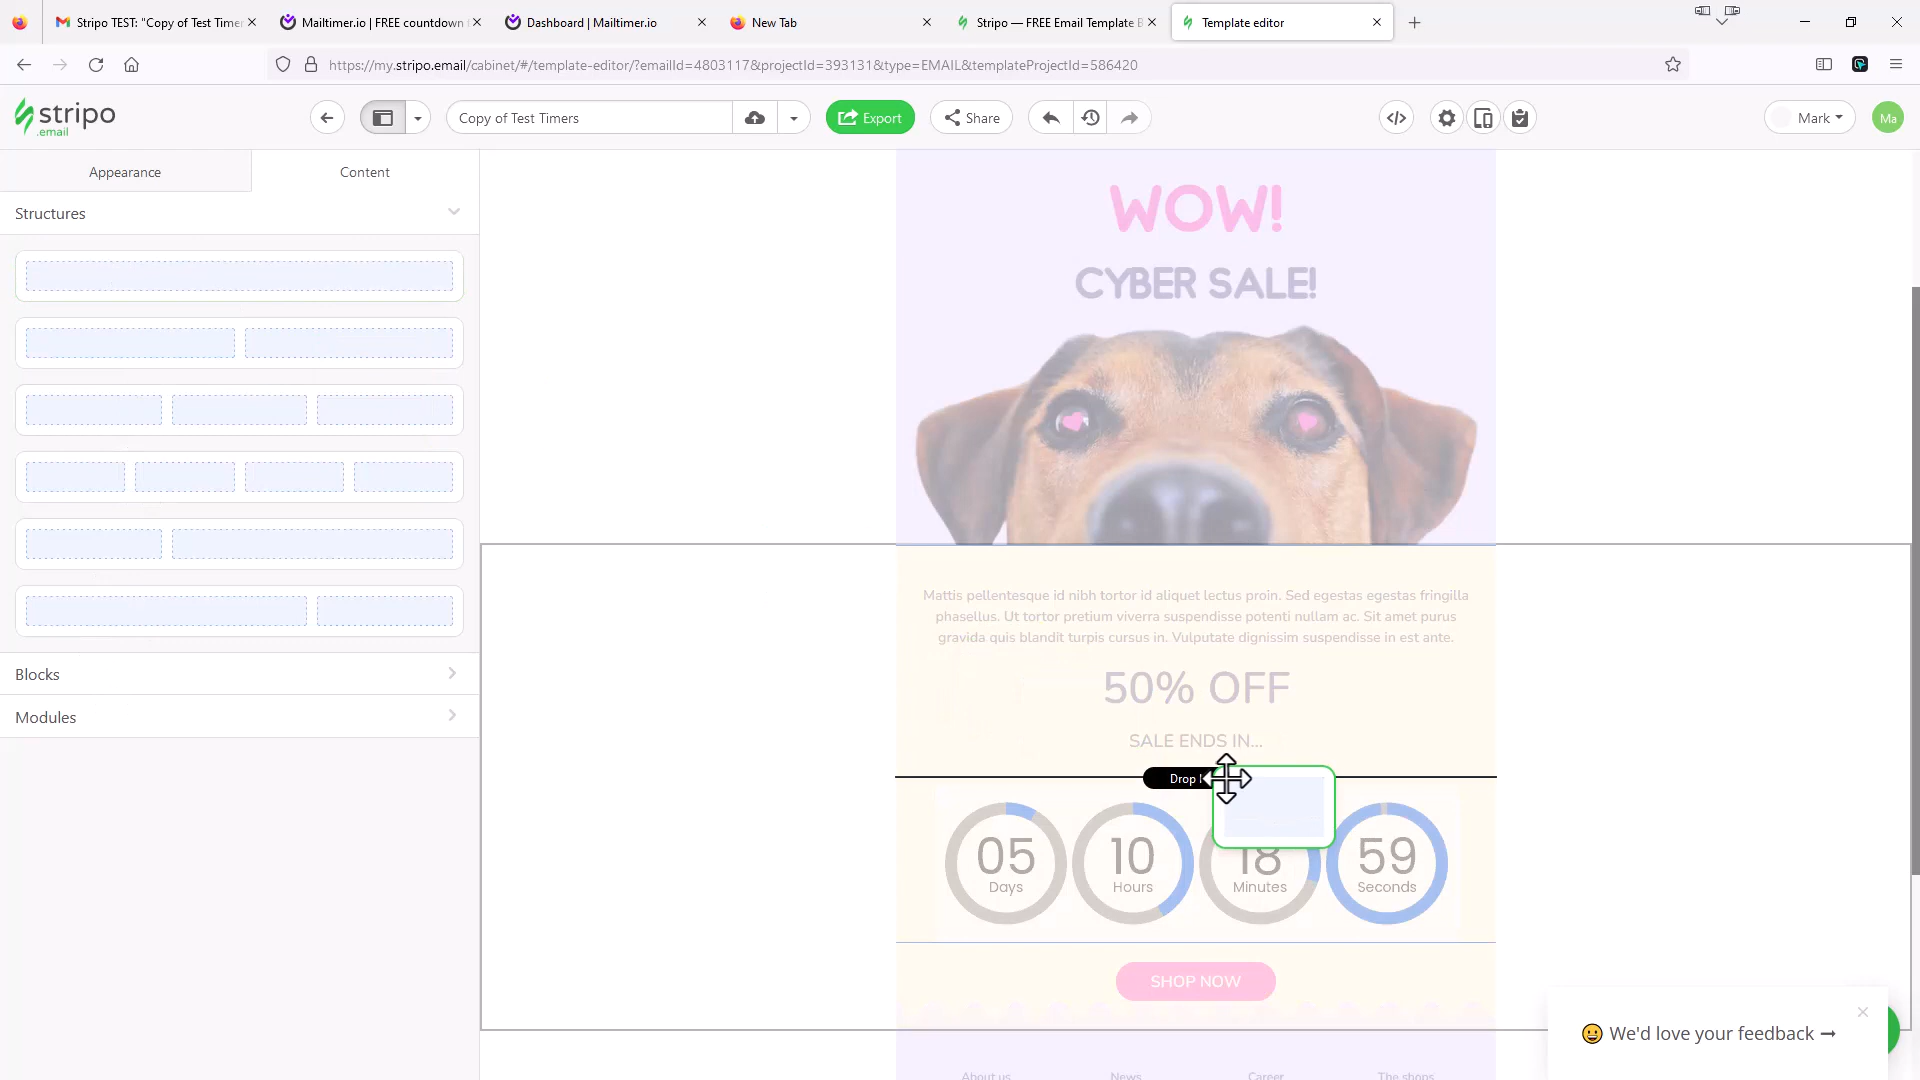 Stripo TEST: "Copy of Test Timer
Mailtimer.io | FREE countdown
Dashboard | Mailtimer.io
New Tab
Stripo — FREE Email Template B
Template editor
https://my.stripo.email/cabinet/#/template-editor/?emailId=4803117&projectId=393131&type=EMAIL&templateProjectId=586420
stripo
.email
Copy of Test Timers
Export
Share
Mark
Ma
Appearance
Content
Structures
Blocks
Modules
WOW!
CYBER SALE!
Mattis pellentesque id nibh tortor id aliquet lectus proin. Sed egestas egestas fringilla
phasellus. Ut tortor pretium viverra suspendisse potenti nullam ac. Sit amet purus
gravida quis blandit turpis cursus in. Vulputate dignissim suspendisse in est ante.
50% OFF
SALE ENDS IN...
Drop
05
Days
10
Hours
18
Minutes
59
Seconds
SHOP NOW
We'd love your feedback
About us
News
Career
The shops